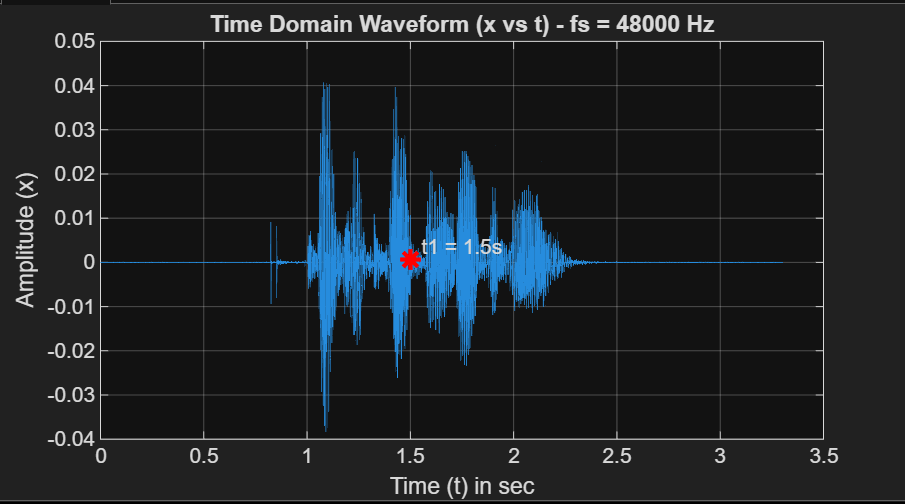 Time Domain Waveform (x vs t) - fs = 48000 Hz
0.05
0.04
0.03
0.02
0.01
0
-0.01
-0.02
-0.03
-0.04
Amplitude (x)
t1 = 1.5s
0 0.5 1 1.5 2 2.5 3 3.5
Time (t) in sec